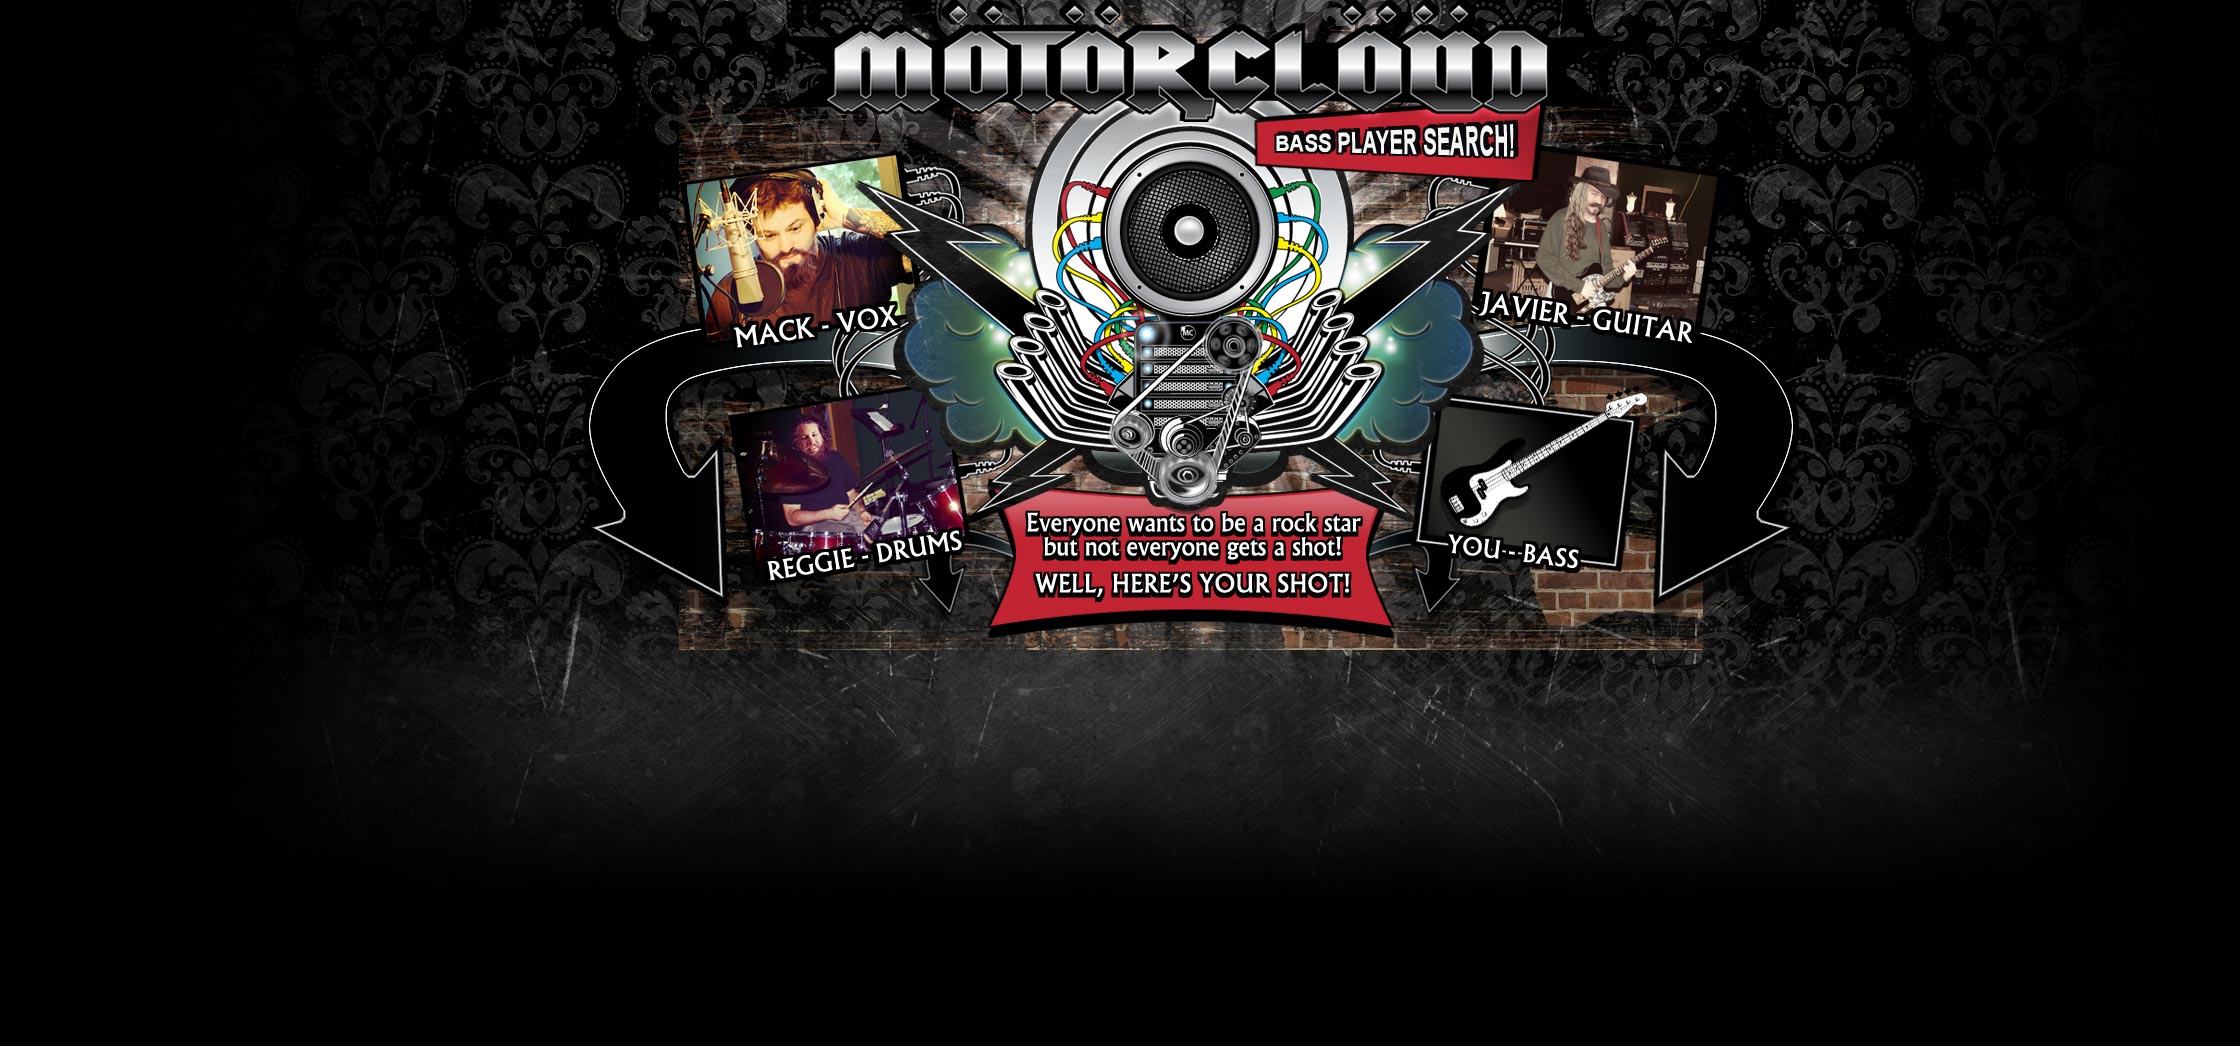 MÖTÖRCLÖÜD
BASS PLAYER SEARCH!
MACK - VOX
JAVIER - GUITAR
MC
REGGIE - DRUMS
YOU - BASS
Everyone wants to be a rock star
but not everyone gets a shot!
WELL, HERE'S YOUR SHOT!